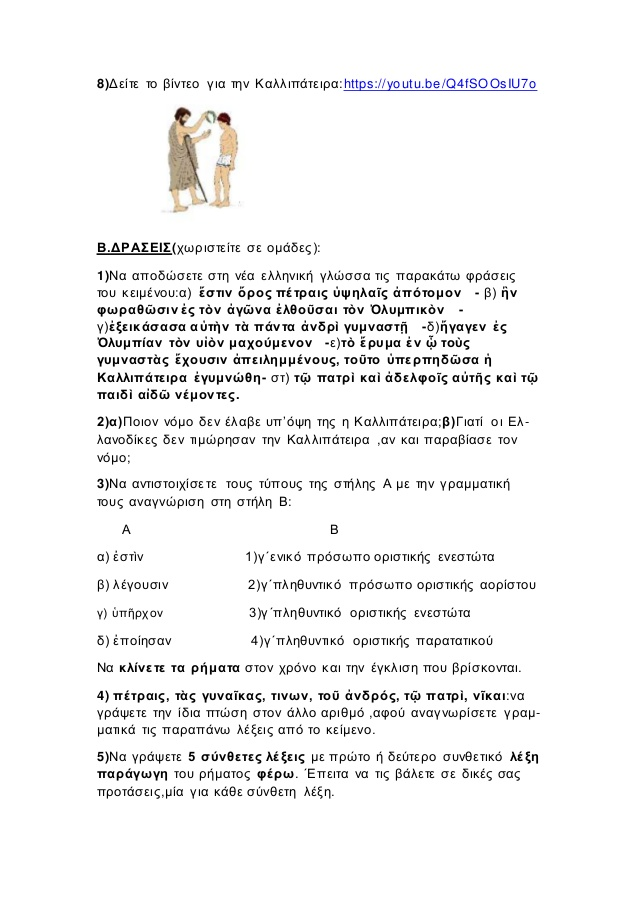 8)Δείτε το βίντεο για την Καλλιπάτειρα:https://youtu.be/Q4fSOOsIU7o
Β.ΔΡΑΣΕΙΣ(χωριστείτε σε ομάδες):
1)Να αποδώσετε στη νέα ελληνική γλώσσα τις παρακάτω φράσεις
του κειμένου:α) ἔστιν ὄρος πέτραις ὑψηλαῖς ἀπότομον - β) ἢν
φωραθῶσιν ἐς τὸν ἀγῶνα ἐλθοῦσαι τὸν Ὀλυμπικὸν -
γ)ἐξεικάσασα αὑτὴν τὰ πάντα ἀνδρὶ γυμναστῇ -δ)ἤγαγεν ἐς
Ὀλυμπίαν τὸν υἱὸν μαχούμενον -ε)τὸ ἔρυμα ἐν ᾧ τοὺς
γυμναστὰς ἔχουσιν ἀπειλημμένους, τοῦτο ὑπερπηδῶσα ἡ
Καλλιπάτειρα ἐγυμνώθη- στ) τῷ πατρὶ καὶ ἀδελφοῖς αὐτῆς καὶ τῷ
παιδὶ αἰδῶ νέμοντες.
2)α)Ποιον νόμο δεν έλαβε υπ’όψη της η Καλλιπάτειρα;β)Γιατί οι Ελ-
λανοδίκες δεν τιμώρησαν την Καλλιπάτειρα ,αν και παραβίασε τον
νόμο;
3)Να αντιστοιχίσετε τους τύπους της στήλης Α με την γραμματική
τους αναγνώριση στη στήλη Β:
Α Β
α) ἐστὶν 1)γ΄ενικό πρόσωπο οριστικής ενεστώτα
β) λέγουσιν 2)γ΄πληθυντικό πρόσωπο οριστικής αορίστου
γ) ὑπῆρχον 3)γ΄πληθυντικό οριστικής ενεστώτα
δ) ἐποίησαν 4)γ΄πληθυντικό οριστικής παρατατικού
Να κλίνετε τα ρήματα στον χρόνο και την έγκλιση που βρίσκονται.
4) πέτραις, τὰς γυναῖκας, τινων, τοῦ ἀνδρός, τῷ πατρὶ, νῖκαι:να
γράψετε την ίδια πτώση στον άλλο αριθμό ,αφού αναγνωρίσετε γραμ-
ματικά τις παραπάνω λέξεις από το κείμενο.
5)Να γράψετε 5 σύνθετες λέξεις με πρώτο ή δεύτερο συνθετικό λέξη
παράγωγη του ρήματος φέρω. Έπειτα να τις βάλετε σε δικές σας
προτάσεις,μία για κάθε σύνθετη λέξη.